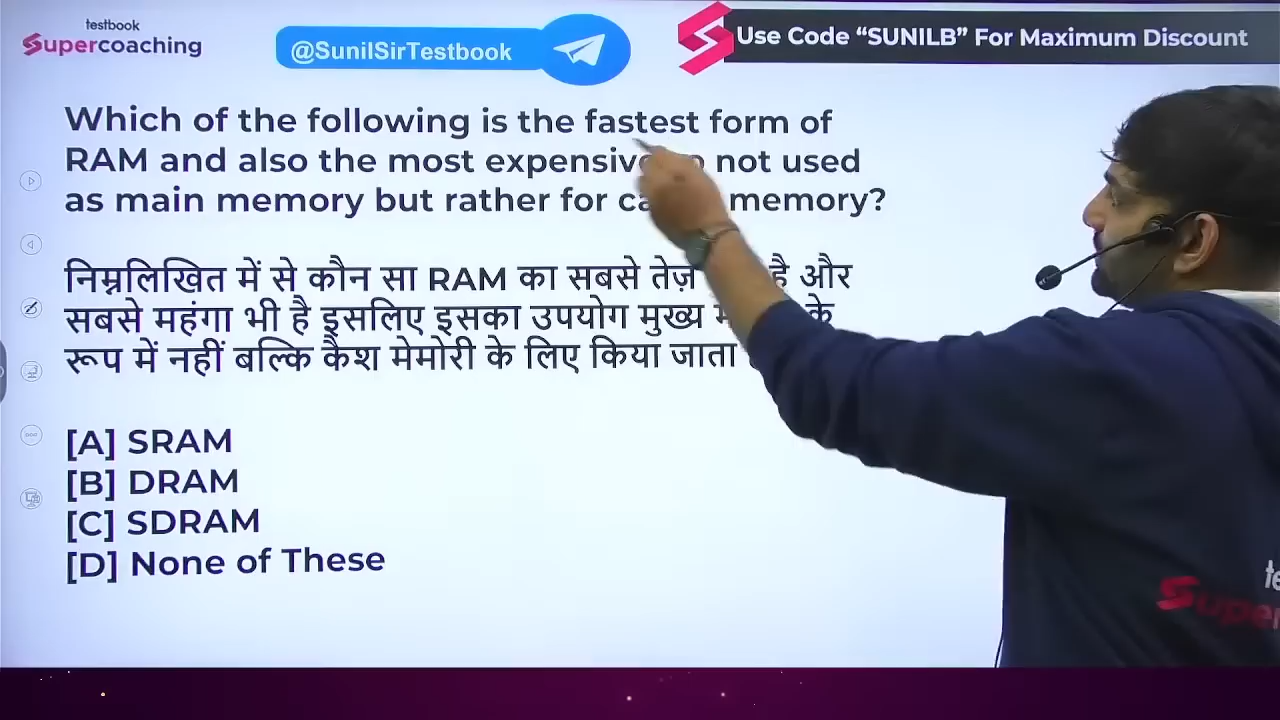 testbook
Supercoaching
@SunilSirTestbook
Use Code “SUNILB” For Maximum Discount
Which of the following is the fastest form of
RAM and also the most expensive not used
as main memory but rather for memory?
निम्नलिखित में से कौन सा RAM का सबसे तेज़ है और
सबसे महंगा भी है इसलिए इसका उपयोग मुख्य के
रूप में नहीं बल्कि कैश मेमोरी के लिए किया जाता
[A] SRAM
[B] DRAM
[C] SDRAM
[D] None of These